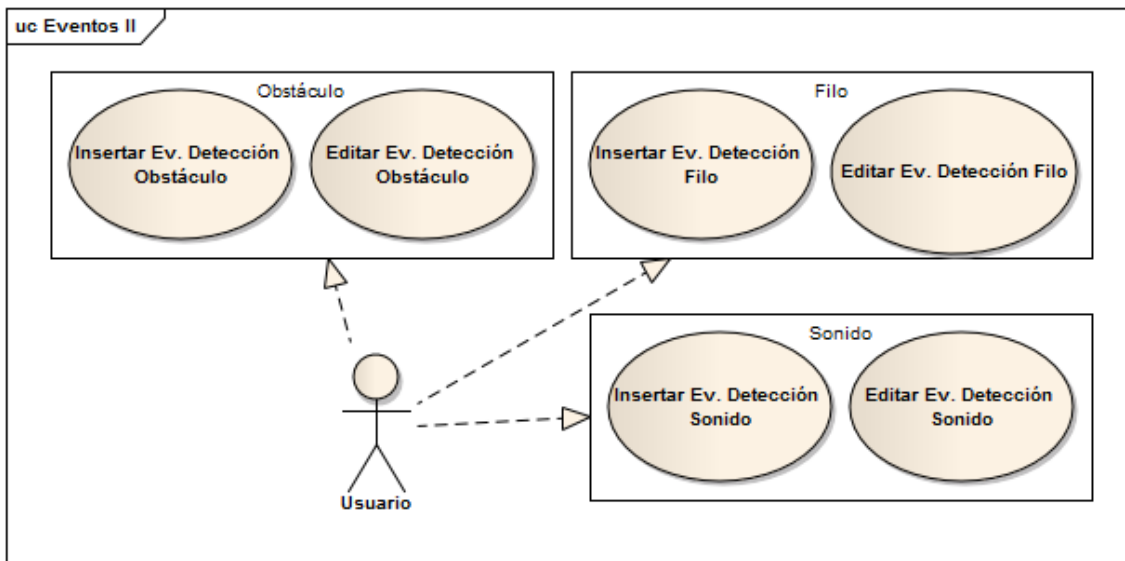 uc Eventos II
Obstáculo
Insertar Ev. Detección
Obstáculo
Editar Ev. Detección
Obstáculo
Filo
Insertar Ev. Detección
Filo
Editar Ev. Detección Filo
Sonido
Insertar Ev. Detección
Sonido
Editar Ev. Detección
Sonido
Usuario